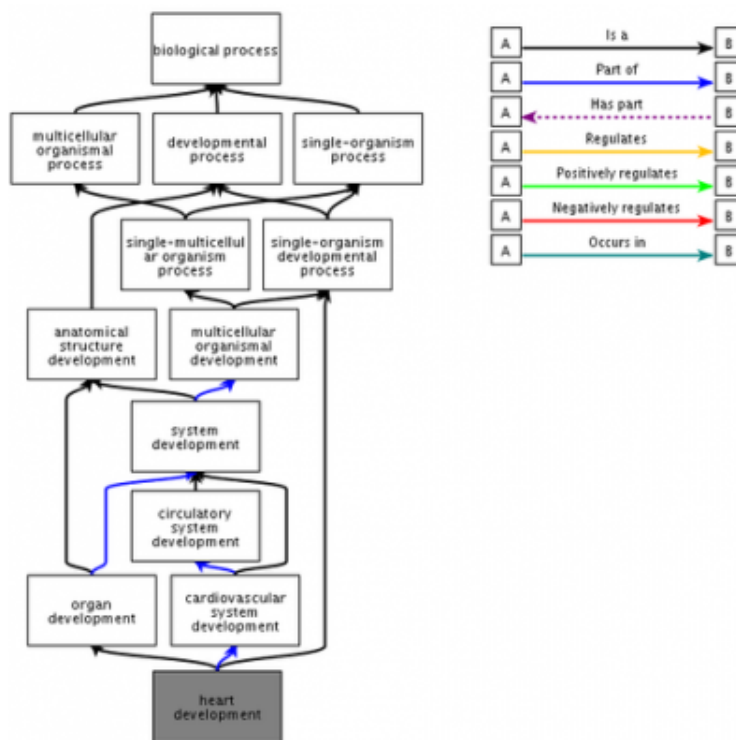 biological process
multicellular
organismal
process
developmental
process
single-organism
process
single-multicellul
ar organism
process
single-organism
developmental
process
anatomical
structure
development
multicellular
organismal
development
system
development
circulatory
system
development
organ
development
cardiovascular
system
development
heart
development
A Is a B
A Part of B
A Has part B
A Regulates B
A Positively regulates B
A Negatively regulates B
A Occurs in B